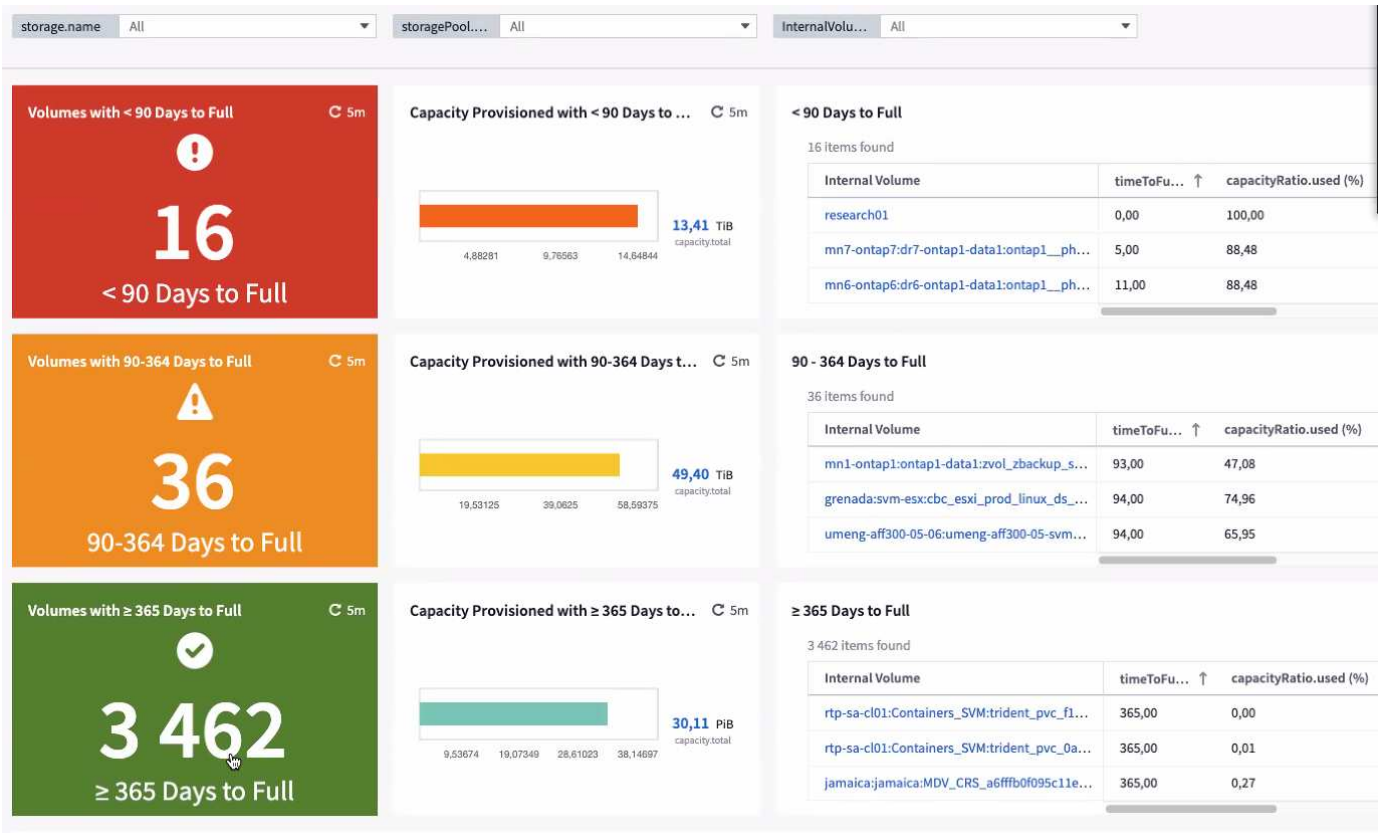 storage.name All
storagePool.... All
InternalVolu... All
Volumes with < 90 Days to Full 5m
16
< 90 Days to Full
Capacity Provisioned with < 90 Days to ... 5m
13,41 TiB
capacity.total
4,88281 9,76563 14,64844
< 90 Days to Full
16 items found
Internal Volume timeToFu... ↑ capacityRatio.used (%)
research01 0,00 100,00
mn7-ontap7:dr7-ontap1-data1:ontap1__ph... 5,00 88,48
mn6-ontap6:dr6-ontap1-data1:ontap1__ph... 11,00 88,48
Volumes with 90-364 Days to Full 5m
36
90-364 Days to Full
Capacity Provisioned with 90-364 Days t... 5m
49,40 TiB
capacity.total
19,53125 39,0625 58,59375
90 - 364 Days to Full
36 items found
Internal Volume timeToFu... ↑ capacityRatio.used (%)
mn1-ontap1:ontap1-data1:zvol_zbackup_s... 93,00 47,08
grenada:svm-esx:cbc_esxi_prod_linux_ds_... 94,00 74,96
umeng-aff300-05-06:umeng-aff300-05-svm... 94,00 65,95
Volumes with ≥ 365 Days to Full 5m
3 462
≥ 365 Days to Full
Capacity Provisioned with ≥ 365 Days to... 5m
30,11 PiB
capacity.total
9,53674 19,07349 28,61023 38,14697
≥ 365 Days to Full
3 462 items found
Internal Volume timeToFu... ↑ capacityRatio.used (%)
rtp-sa-cl01:Containers_SVM:trident_pvc_f1... 365,00 0,00
rtp-sa-cl01:Containers_SVM:trident_pvc_0a... 365,00 0,01
jamaica:jamaica:MDV_CRS_a6fffb0f095c11e... 365,00 0,27